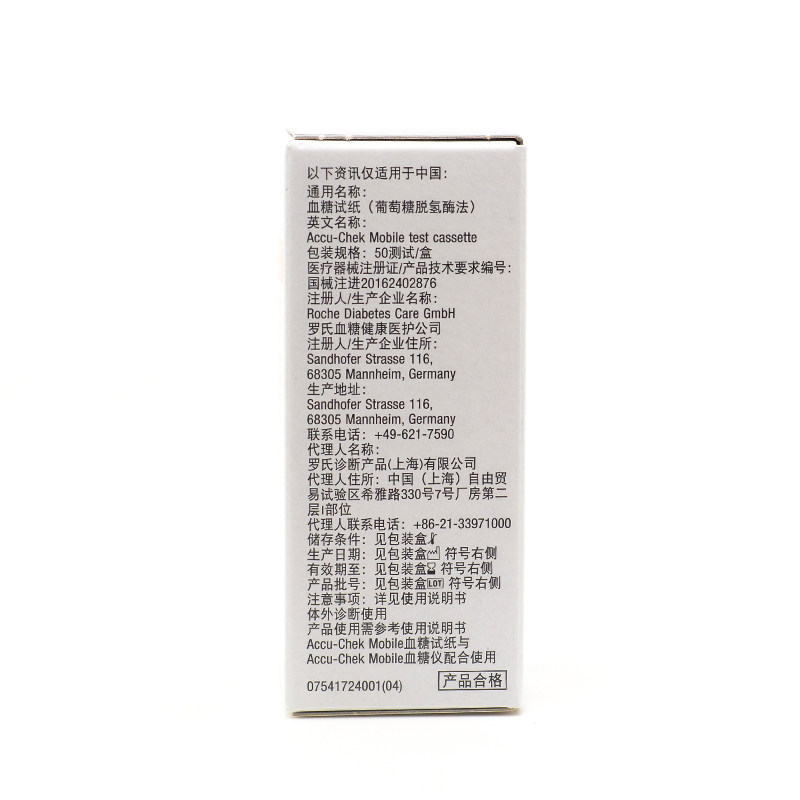 以下资讯仅适用于中国：
通用名称：
血糖试纸（葡萄糖脱氢酶法）
英文名称：
Accu-Chek Mobile test cassette
包装规格：50测试/盒
医疗器械注册证/产品技术要求编号：
国械注进20162402876
注册人/生产企业名称：
Roche Diabetes Care GmbH
罗氏血糖健康医护公司
注册人/生产企业住所：
Sandhofer Strasse 116,
68305 Mannheim, Germany
生产地址：
Sandhofer Strasse 116,
68305 Mannheim, Germany
联系电话：+49-621-7590
代理人名称：
罗氏诊断产品(上海)有限公司
代理人住所：中国（上海）自由贸
易试验区希雅路330号7号厂房第二
层I部位
代理人联系电话：+86-21-33971000
储存条件：见包装盒
生产日期：见包装盒 符号右侧
有效期至：见包装盒 符号右侧
产品批号：见包装盒LOT 符号右侧
注意事项：详见使用说明书
体外诊断使用
产品使用需参考使用说明书
Accu-Chek Mobile血糖试纸与
Accu-Chek Mobile血糖仪配合使用
07541724001(04) 产品合格